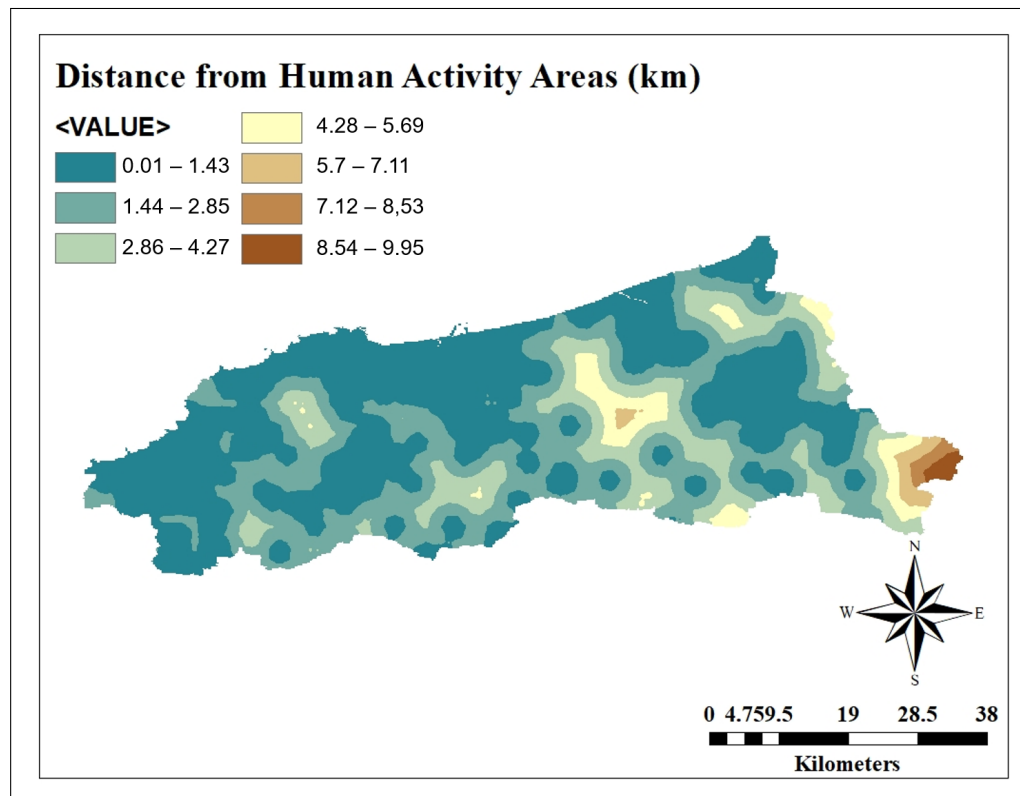 Distance from Human Activity Areas (km)
<VALUE>
0.01 – 1.43
1.44 – 2.85
2.86 – 4.27
4.28 – 5.69
5.7 – 7.11
7.12 – 8,53
8.54 – 9.95
N
W
E
S
0 4.759.5 19 28.5 38
Kilometers